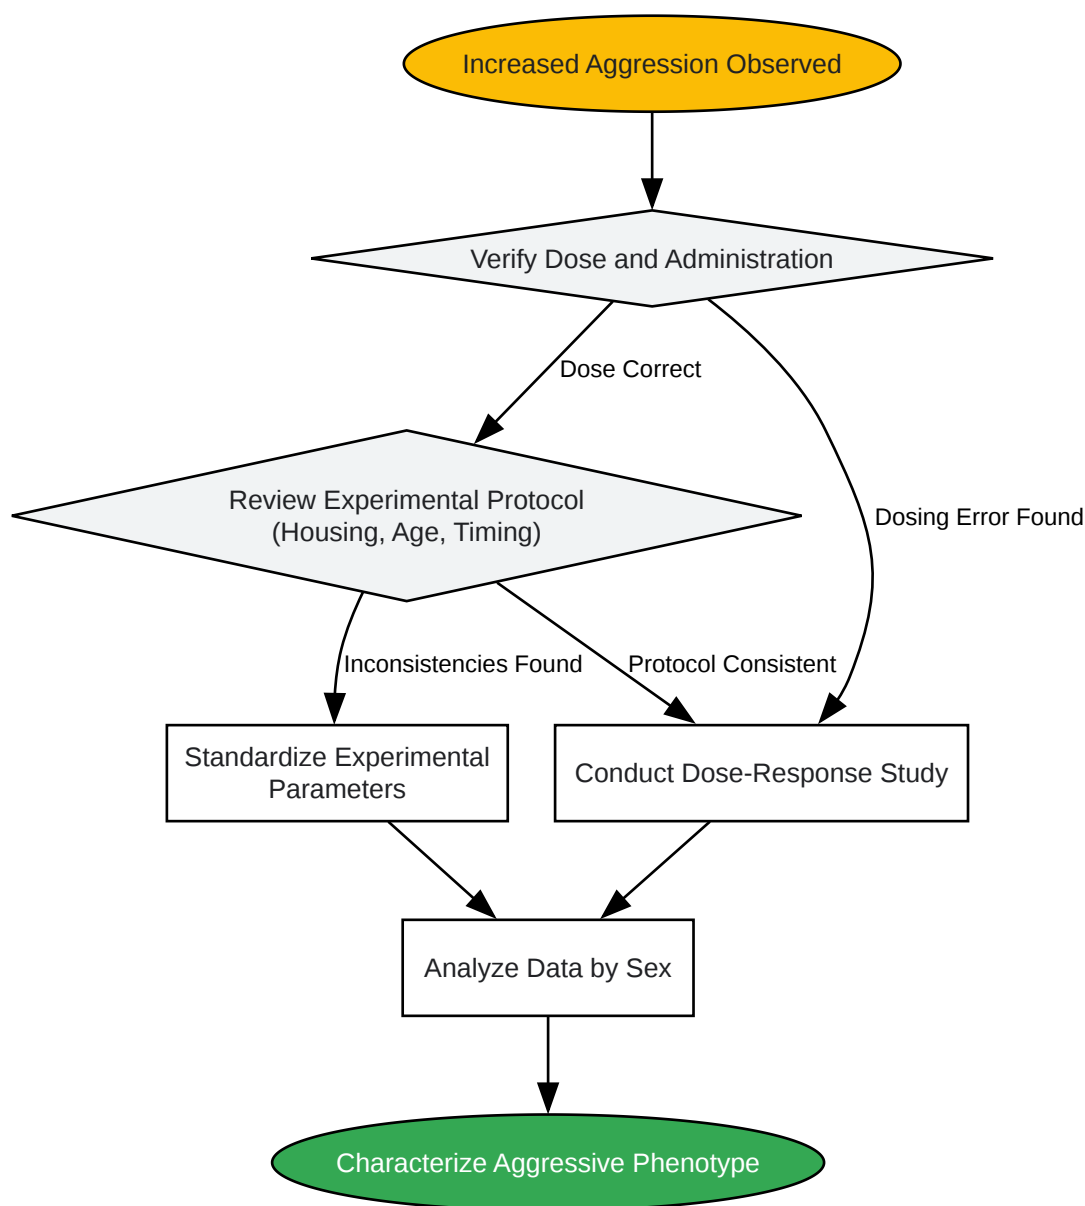 Increased Aggression Observed
Verify Dose and Administration
Dose Correct
Review Experimental Protocol
(Housing, Age, Timing)
Dosing Error Found
Inconsistencies Found
Protocol Consistent
Standardize Experimental
Parameters
Conduct Dose-Response Study
Analyze Data by Sex
Characterize Aggressive Phenotype